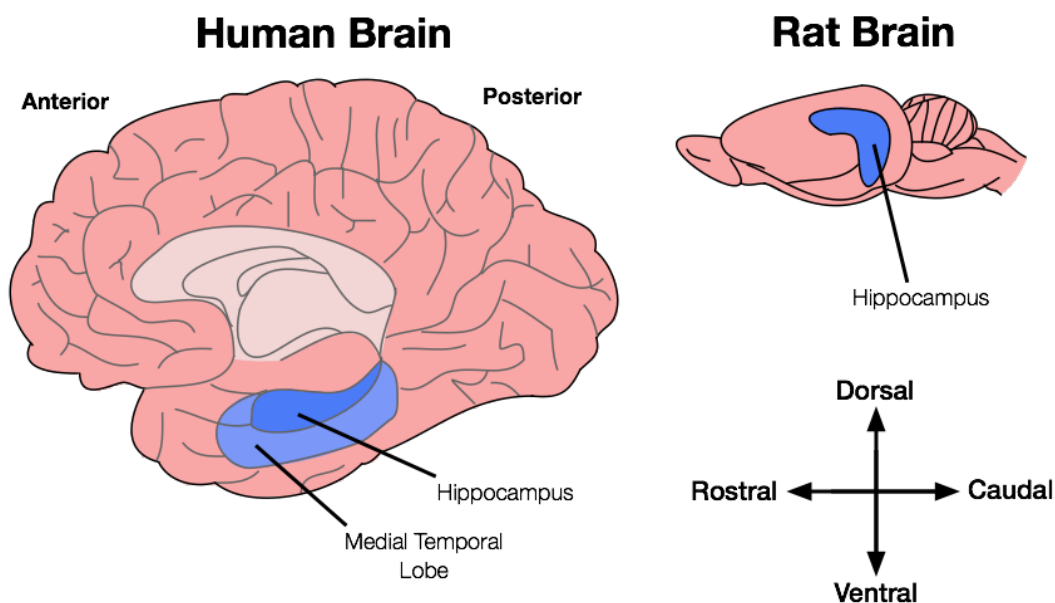 Human Brain
Anterior
Posterior
Hippocampus
Medial Temporal
Lobe
Rat Brain
Hippocampus
Dorsal
Rostral
Caudal
Ventral